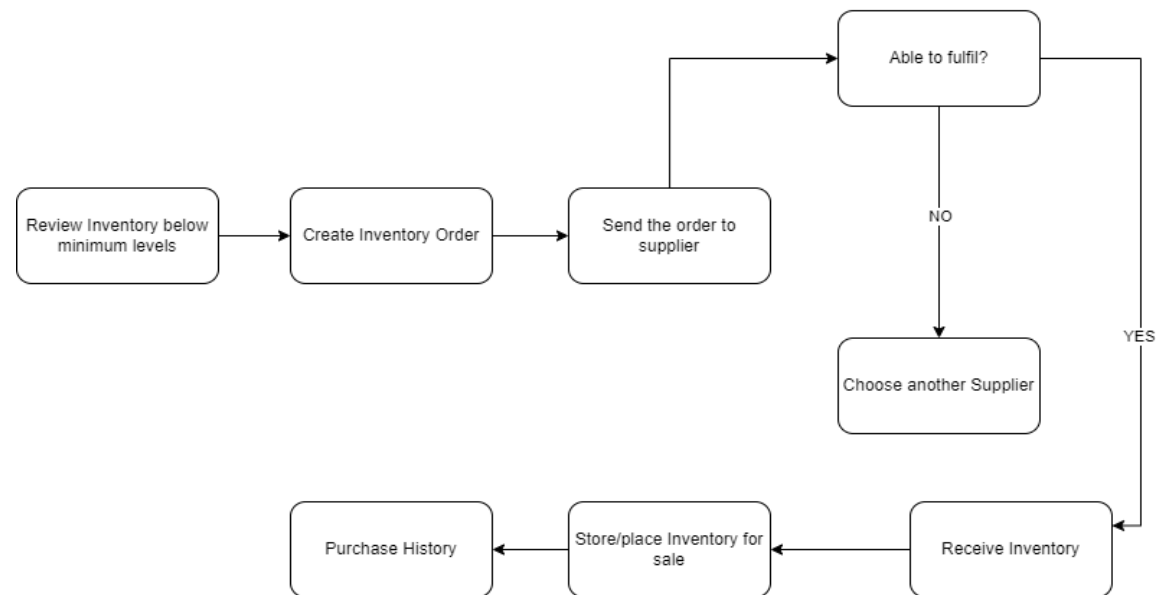 Able to fulfil?
Review Inventory below
minimum levels
Create Inventory Order
Send the order to
supplier
NO
YES
Choose another Supplier
Purchase History
Store/place Inventory for
sale
Receive Inventory